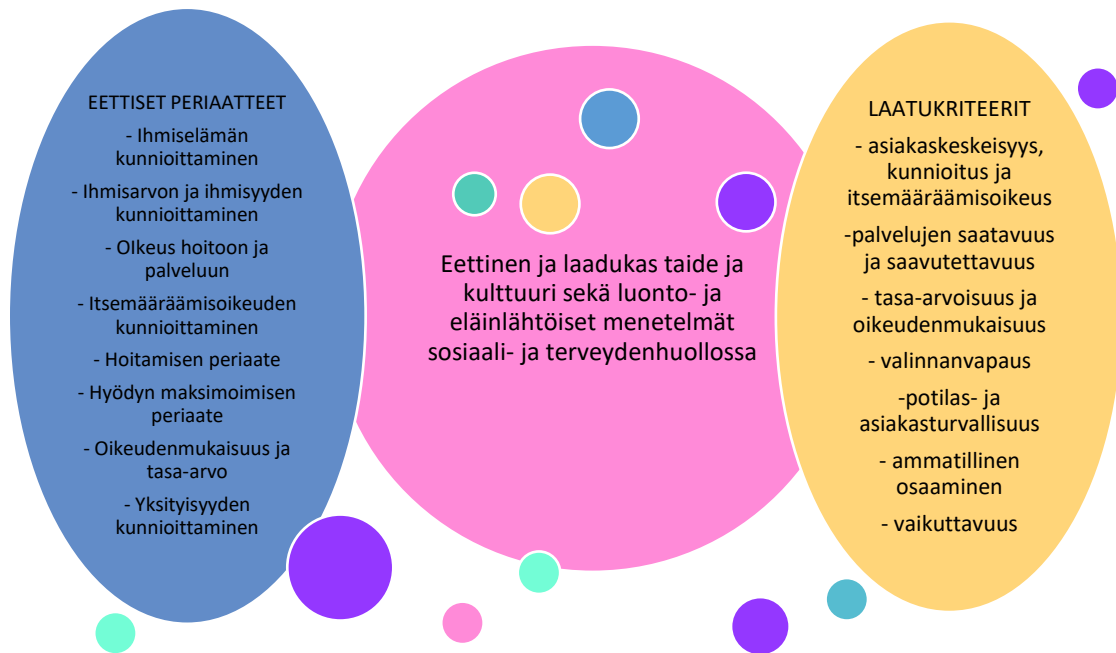 EETTISET PERIAATTEET
- Ihmiselämän
kunnioittaminen
- Ihmisarvon ja ihmisyyden
kunnioittaminen
- OIkeus hoitoon ja
palveluun
- Itsemääräämisoikeuden
kunnioittaminen
- Hoitamisen periaate
- Hyödyn maksimoimisen
periaate
- Oikeudenmukaisuus ja
tasa-arvo
- Yksityisyyden
kunnioittaminen
Eettinen ja laadukas taide ja
kulttuuri sekä luonto- ja
eläinlähtöiset menetelmät
sosiaali- ja terveydenhuollossa
LAATUKRITEERIT
- asiakaskeskeisyys,
kunnioitus ja
itsemääräämisoikeus
-palvelujen saatavuus
ja saavutettavuus
- tasa-arvoisuus ja
oikeudenmukaisuus
- valinnanvapaus
-potilas- ja
asiakasturvallisuus
- ammatillinen
osaaminen
- vaikuttavuus